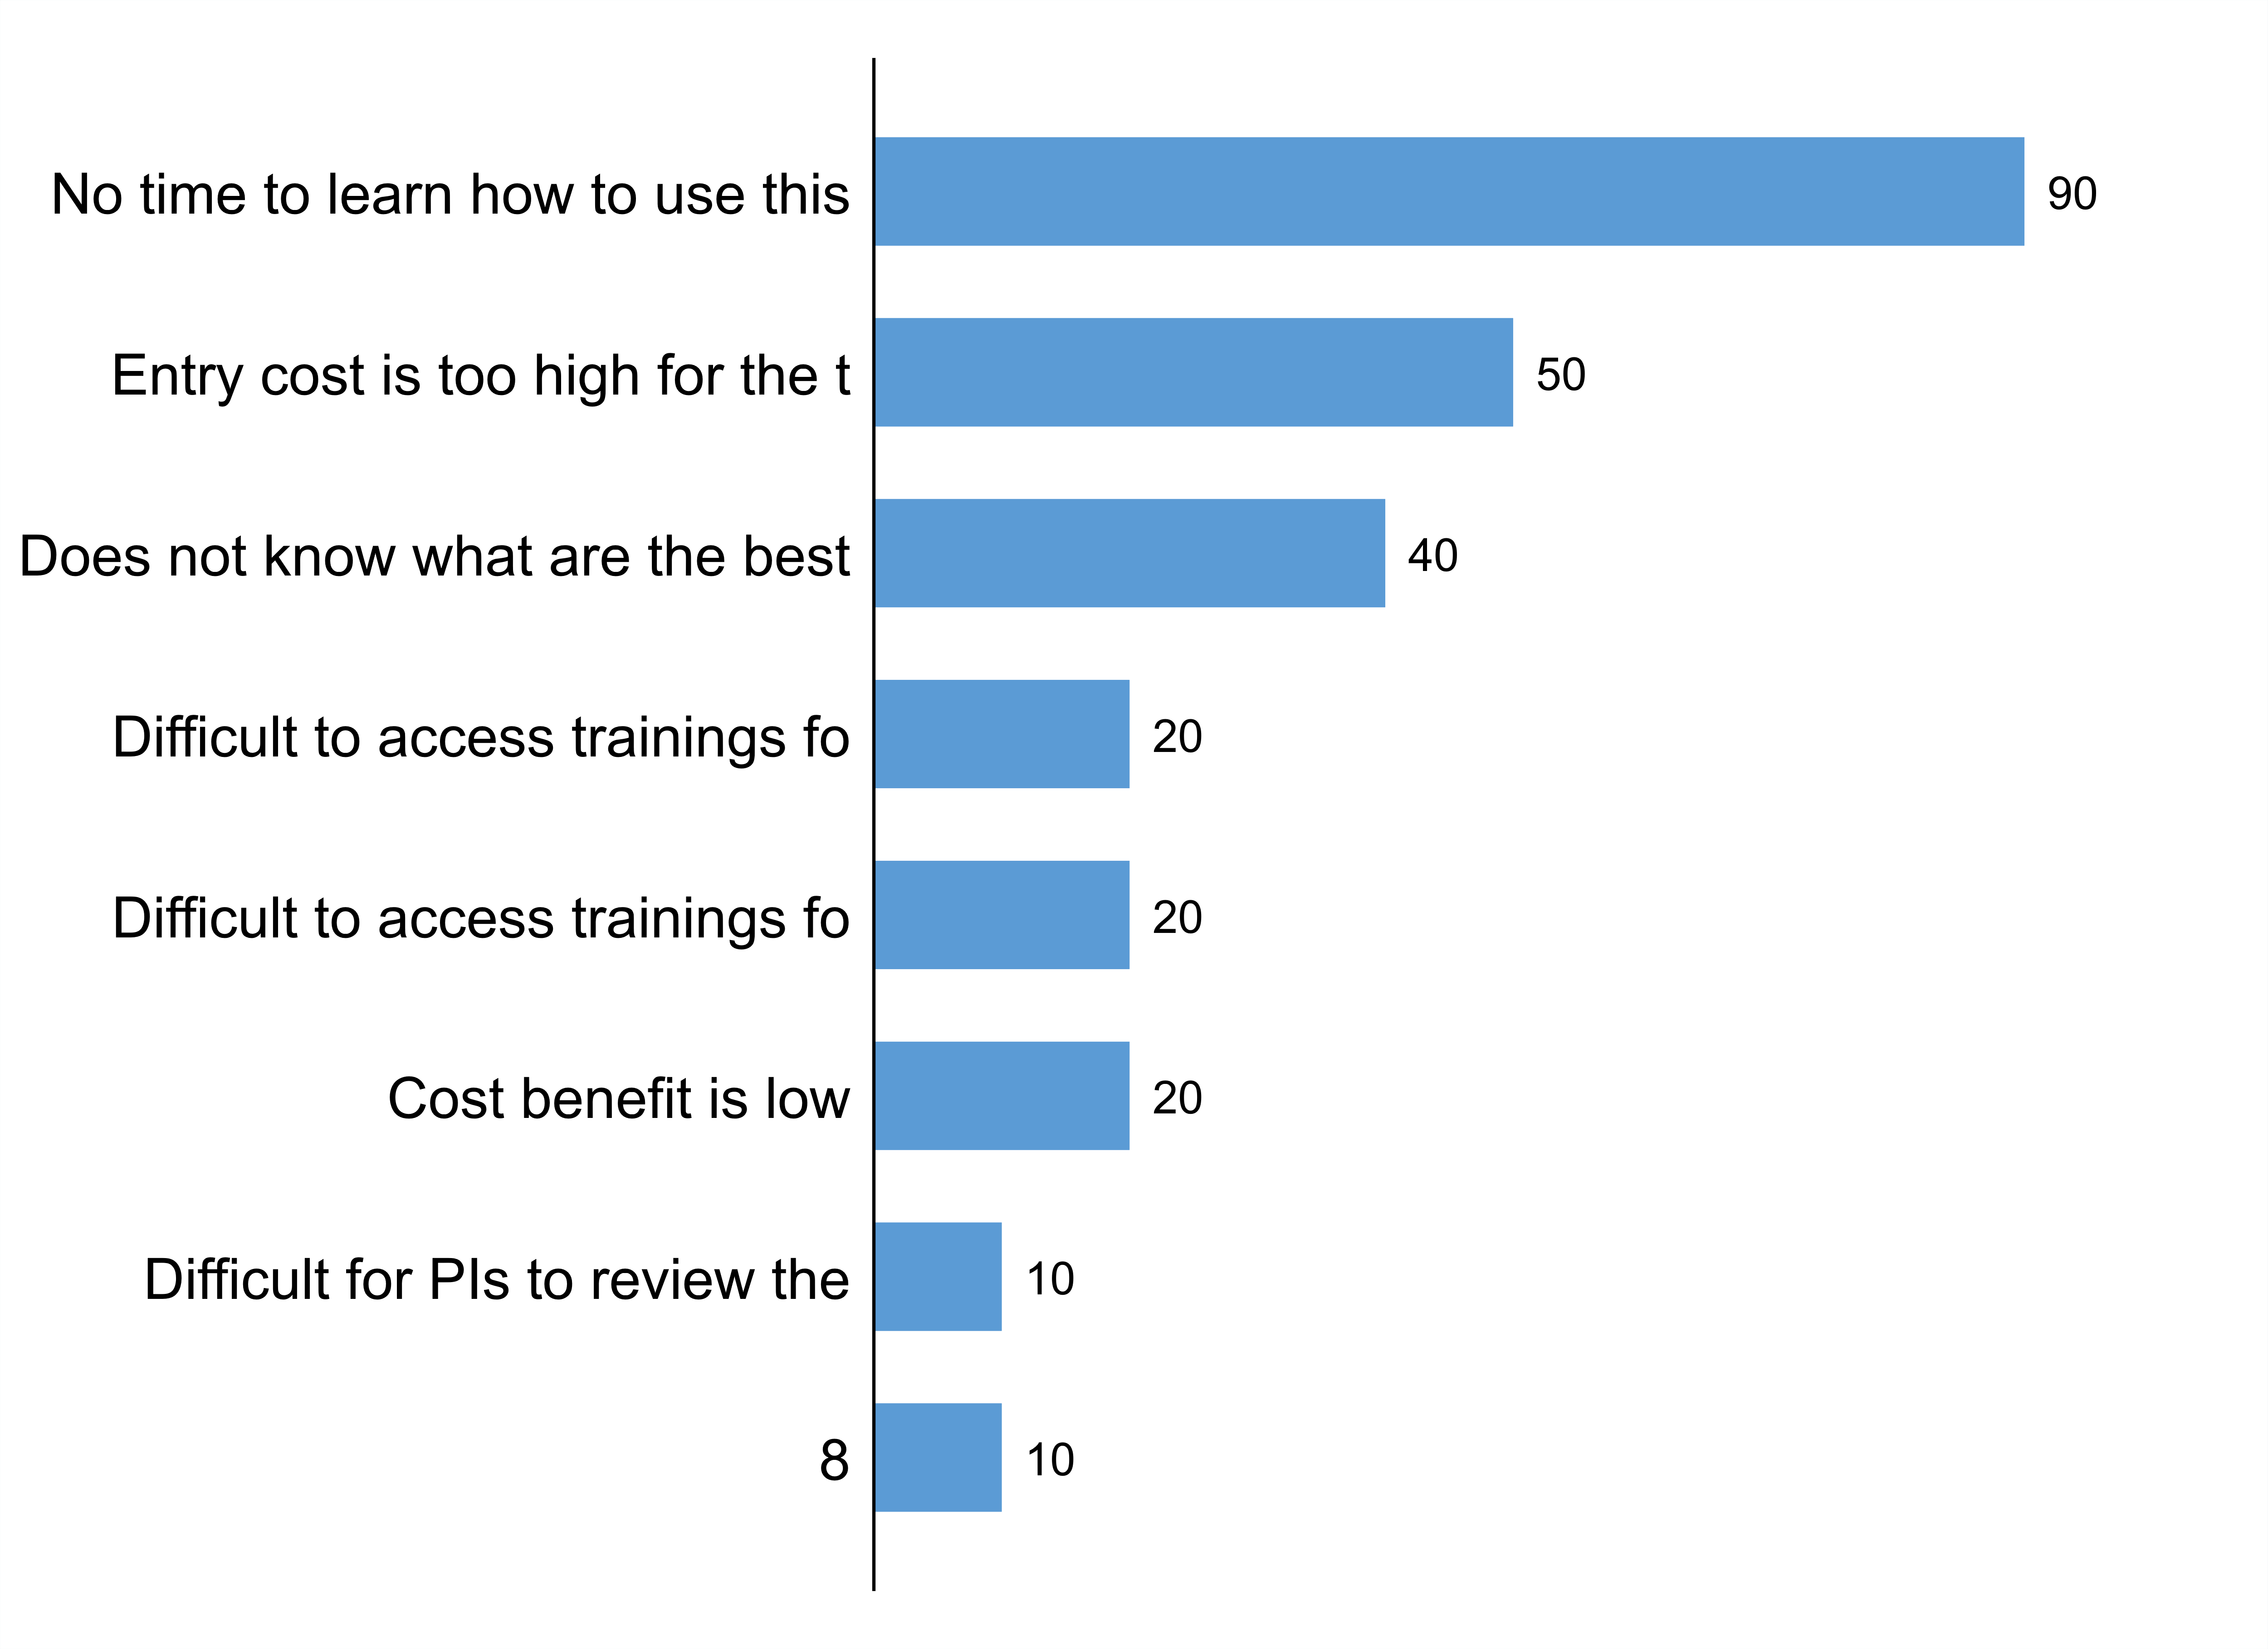 No time to learn how to use this 90
Entry cost is too high for the t 50
Does not know what are the best 40
Difficult to access trainings fo 20
Difficult to access trainings fo 20
Cost benefit is low 20
Difficult for PIs to review the 10
8 10